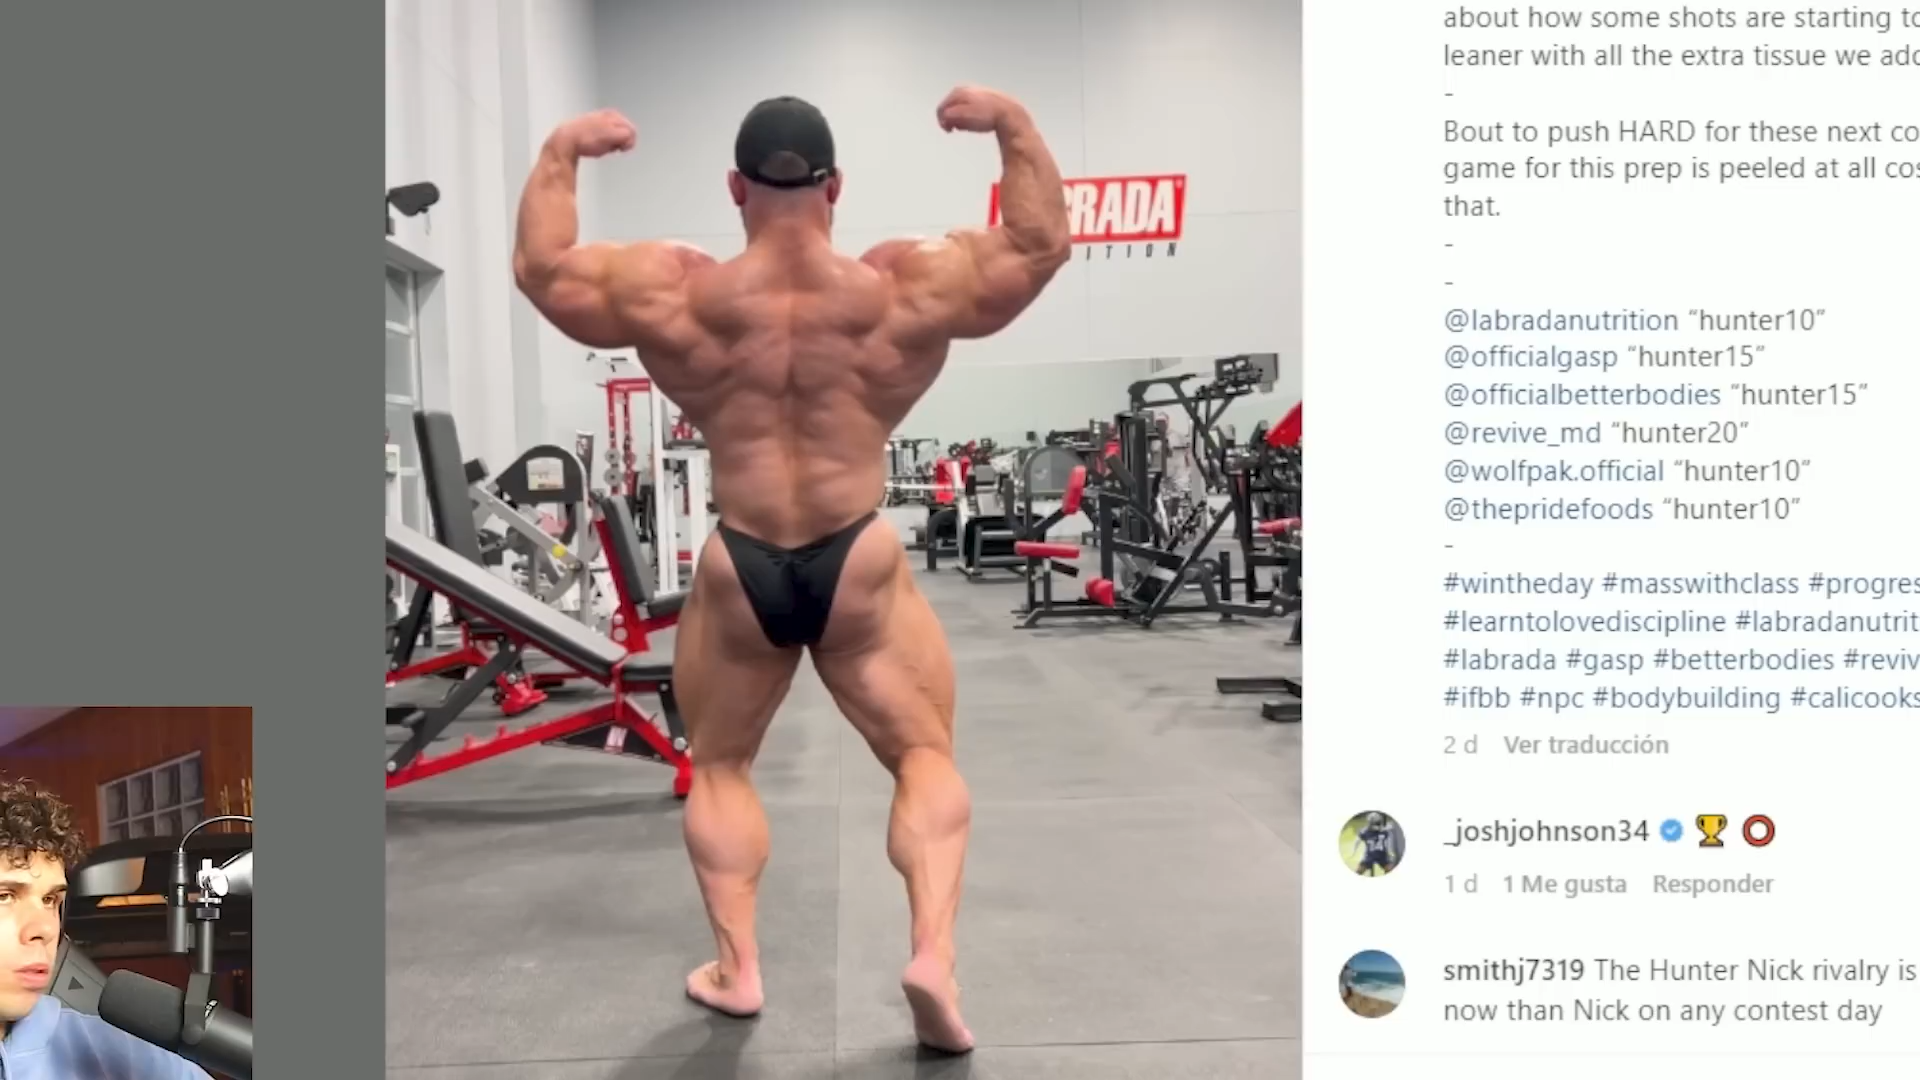 RADA
ITION
about how some shots are starting to
leaner with all the extra tissue we add
-
Bout to push HARD for these next co
game for this prep is peeled at all cos
that.
-
-
@labradanutrition “hunter10”
@officialgasp “hunter15”
@officialbetterbodies “hunter15”
@revive_md “hunter20”
@wolfpak.official “hunter10”
@thepridefoods “hunter10”
-
#wintheday #masswithclass #progres
#learntolovediscipline #labradanutrit
#labrada #gasp #betterbodies #reviv
#ifbb #npc #bodybuilding #calicooks
2 d Ver traducción
_joshjohnson34 🏆 ⭕
1 d 1 Me gusta Responder
smithj7319 The Hunter Nick rivalry is
now than Nick on any contest day